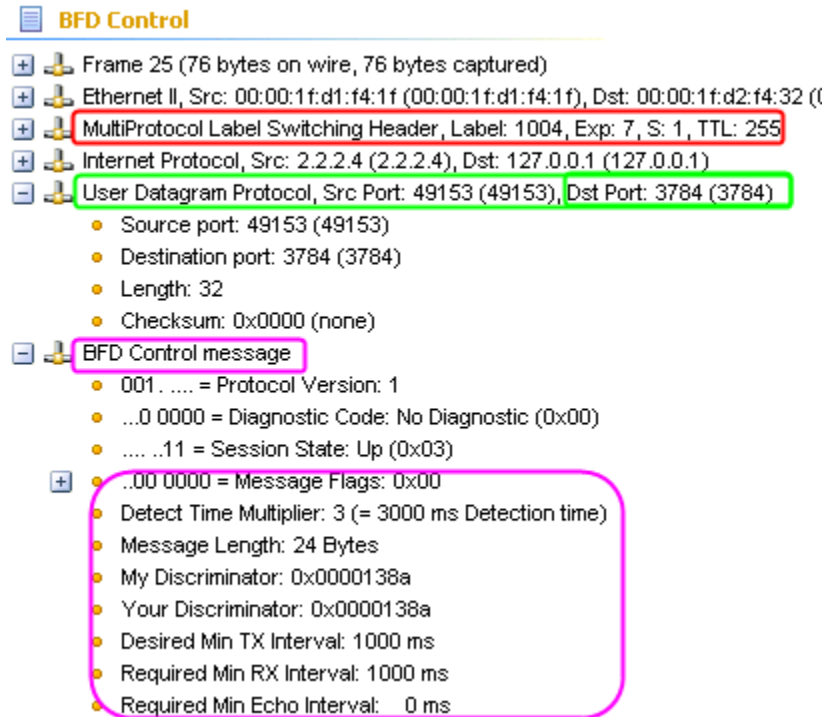 BFD Control
Frame 25 (76 bytes on wire, 76 bytes captured)
Ethernet II, Src: 00:00:1f:d1:f4:1f (00:00:1f:d1:f4:1f), Dst: 00:00:1f:d2:f4:32 (0
MultiProtocol Label Switching Header, Label: 1004, Exp: 7, S: 1, TTL: 255
Internet Protocol, Src: 2.2.2.4 (2.2.2.4), Dst: 127.0.0.1 (127.0.0.1)
User Datagram Protocol, Src Port: 49153 (49153), Dst Port: 3784 (3784)
Source port: 49153 (49153)
Destination port: 3784 (3784)
Length: 32
Checksum: 0x0000 (none)
BFD Control message
001. .... = Protocol Version: 1
...0 0000 = Diagnostic Code: No Diagnostic (0x00)
.... ..11 = Session State: Up (0x03)
..00 0000 = Message Flags: 0x00
Detect Time Multiplier: 3 (= 3000 ms Detection time)
Message Length: 24 Bytes
My Discriminator: 0x0000138a
Your Discriminator: 0x0000138a
Desired Min TX Interval: 1000 ms
Required Min RX Interval: 1000 ms
Required Min Echo Interval: 0 ms